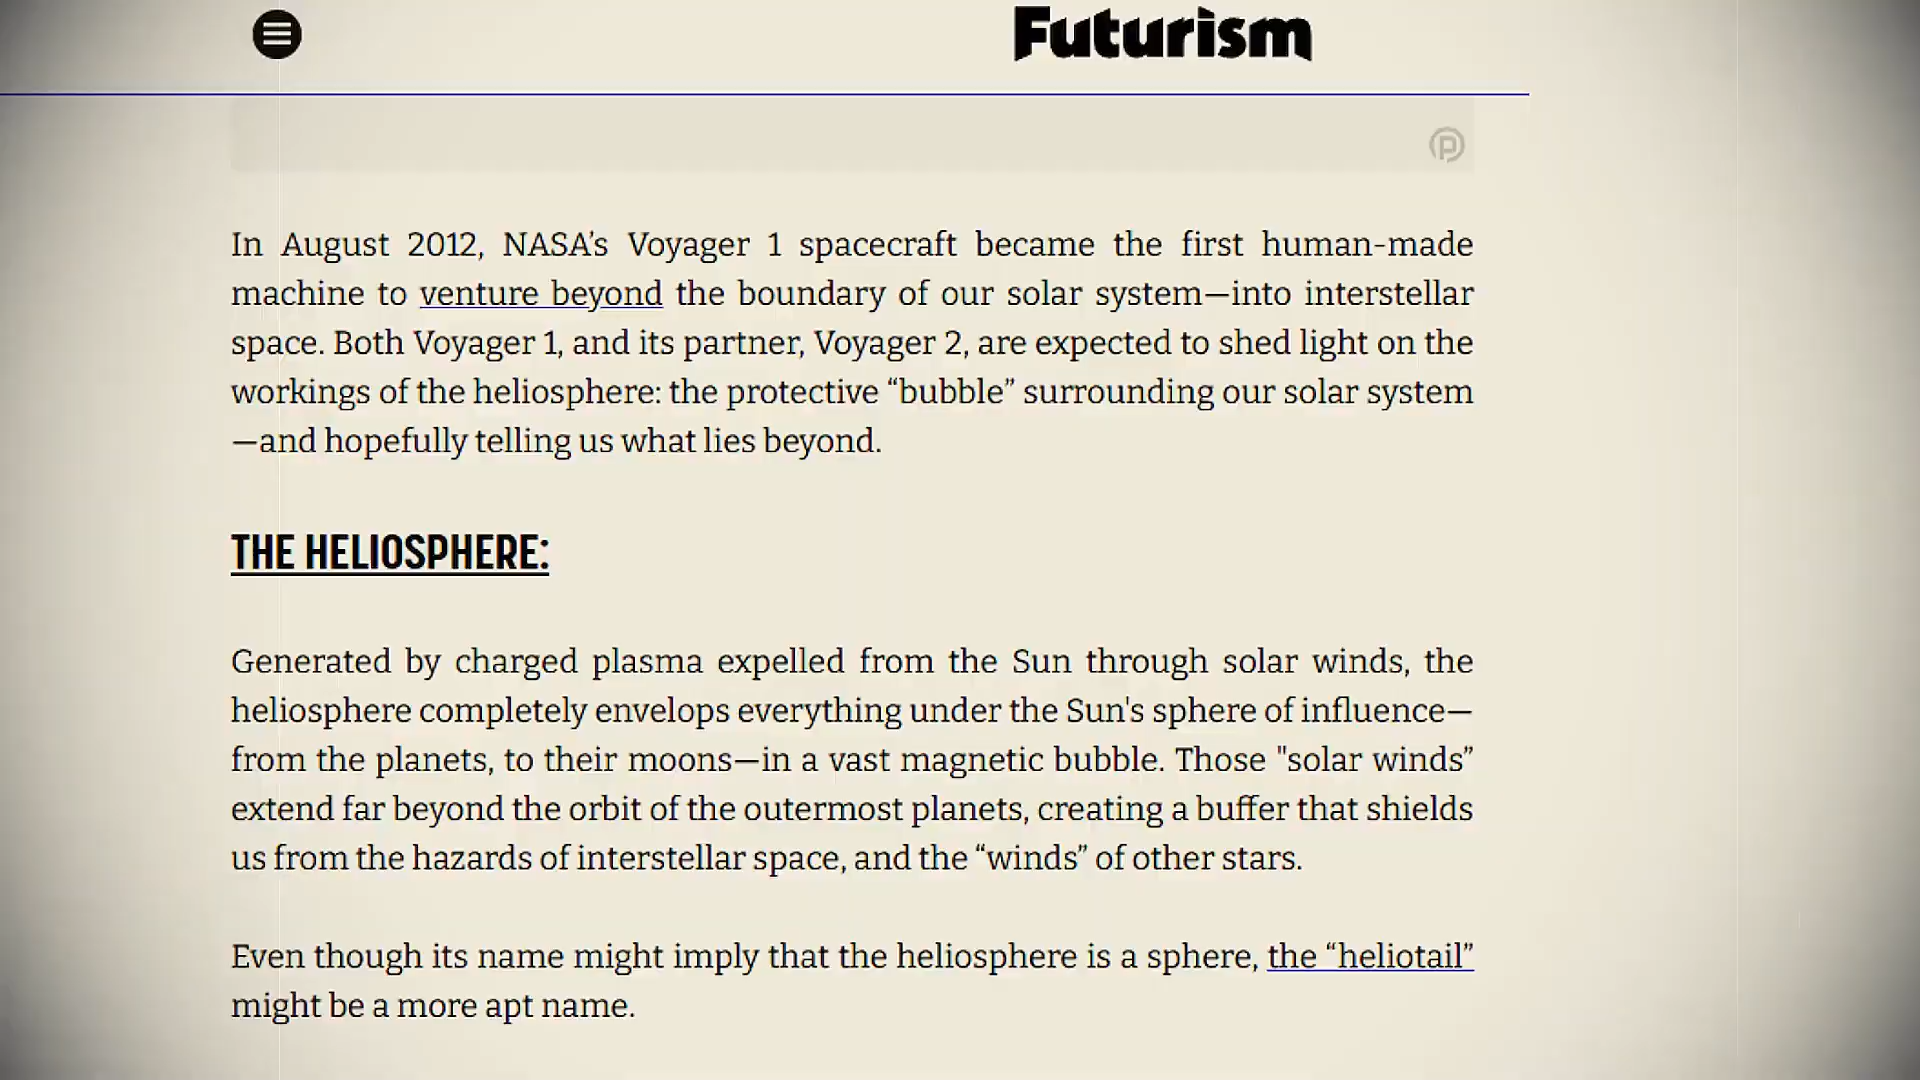 Futurism
In August 2012, NASA’s Voyager 1 spacecraft became the first human-made
machine to venture beyond the boundary of our solar system—into interstellar
space. Both Voyager 1, and its partner, Voyager 2, are expected to shed light on the
workings of the heliosphere: the protective “bubble” surrounding our solar system
—and hopefully telling us what lies beyond.
THE HELIOSPHERE:
Generated by charged plasma expelled from the Sun through solar winds, the
heliosphere completely envelops everything under the Sun's sphere of influence—
from the planets, to their moons—in a vast magnetic bubble. Those "solar winds”
extend far beyond the orbit of the outermost planets, creating a buffer that shields
us from the hazards of interstellar space, and the “winds” of other stars.
Even though its name might imply that the heliosphere is a sphere, the “heliotail”
might be a more apt name.